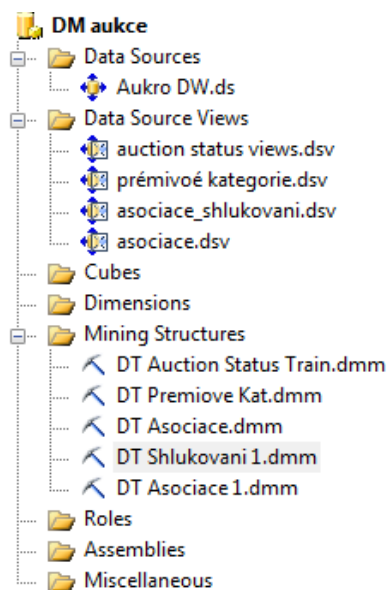 DM aukce
Data Sources
Aukro DW.ds
Data Source Views
auction status views.dsv
prémivoé kategorie.dsv
asociace_shlukovani.dsv
asociace.dsv
Cubes
Dimensions
Mining Structures
DT Auction Status Train.dmm
DT Premiove Kat.dmm
DT Asociace.dmm
DT Shlukovani 1.dmm
DT Asociace 1.dmm
Roles
Assemblies
Miscellaneous